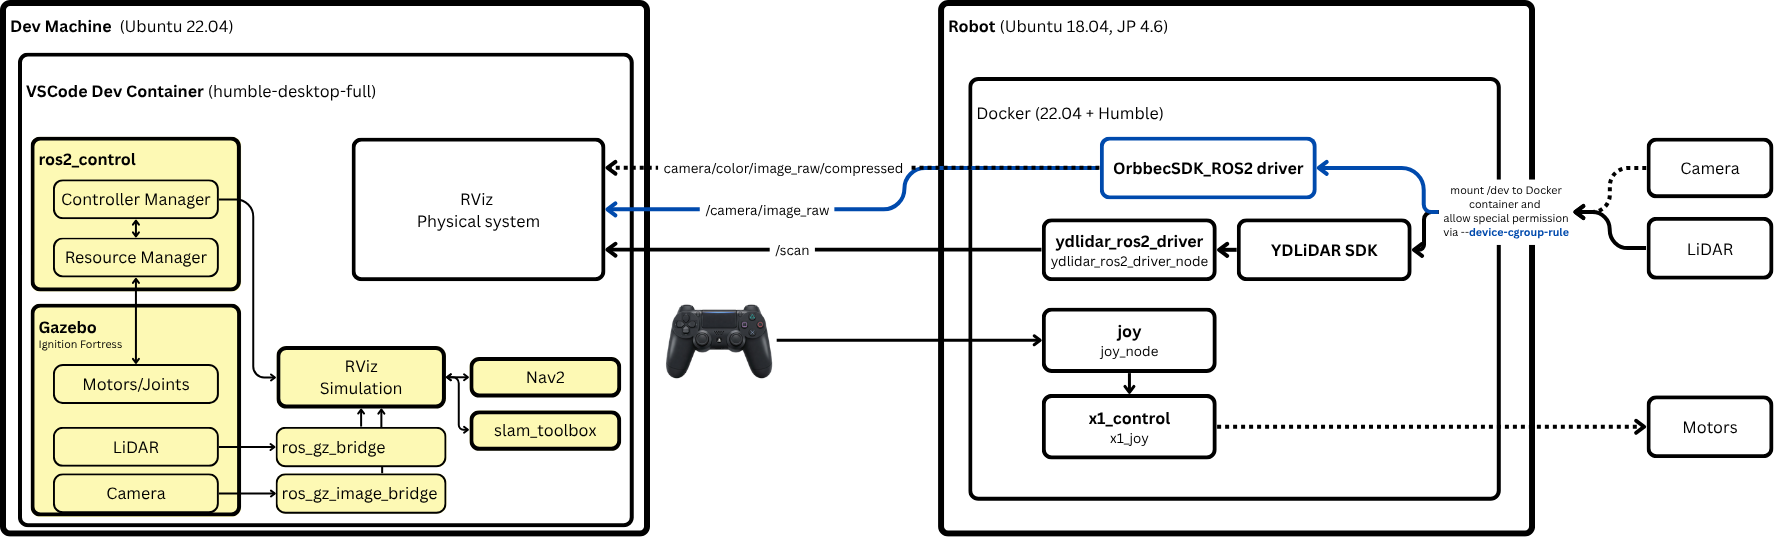 Dev Machine (Ubuntu 22.04)
VSCode Dev Container (humble-desktop-full)
ros2_control
Controller Manager
Resource Manager
Gazebo
Ignition Fortress
Motors/Joints
LiDAR
Camera
RViz
Physical system
RViz
Simulation
Nav2
slam_toolbox
ros_gz_bridge
ros_gz_image_bridge
camera/color/image_raw/compressed
/camera/image_raw
/scan
Robot (Ubuntu 18.04, JP 4.6)
Docker (22.04 + Humble)
OrbbecSDK_ROS2 driver
ydlidar_ros2_driver
ydlidar_ros2_driver_node
YDLiDAR SDK
joy
joy_node
x1_control
x1_joy
mount /dev to Docker
container and
allow special permission
via --device-cgroup-rule
Camera
LiDAR
Motors